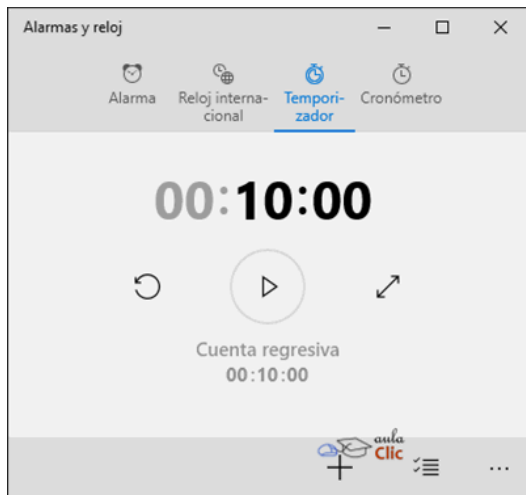 Alarmas y reloj
Alarma
Reloj interna-
cional
Tempori-
zador
Cronómetro
00:10:00
Cuenta regresiva
00:10:00
aula
Clic